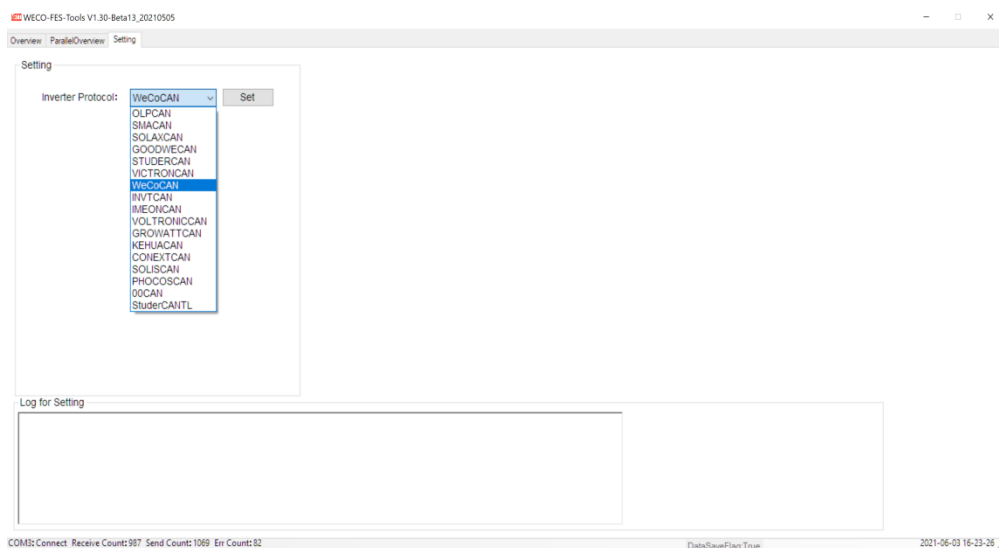 WECO-FES-Tools V1.30-Beta13_20210505
Overview ParallelOverview Setting
Setting
Inverter Protocol: WeCoCAN Set
OLPCAN
SMACAN
SOLAXCAN
GOODWECAN
STUDERCAN
VICTRONCAN
WeCoCAN
INVTCAN
IMEONCAN
VOLTRONICCAN
GROWATTCAN
KEHUACAN
CONEXTCAN
SOLISCAN
PHOCOSCAN
00CAN
StuderCANTL
Log for Setting
COM3: Connect Receive Count: 987 Send Count: 1069 Err Count: 82 DataSaveFlag:True 2021-06-03 16-23-26